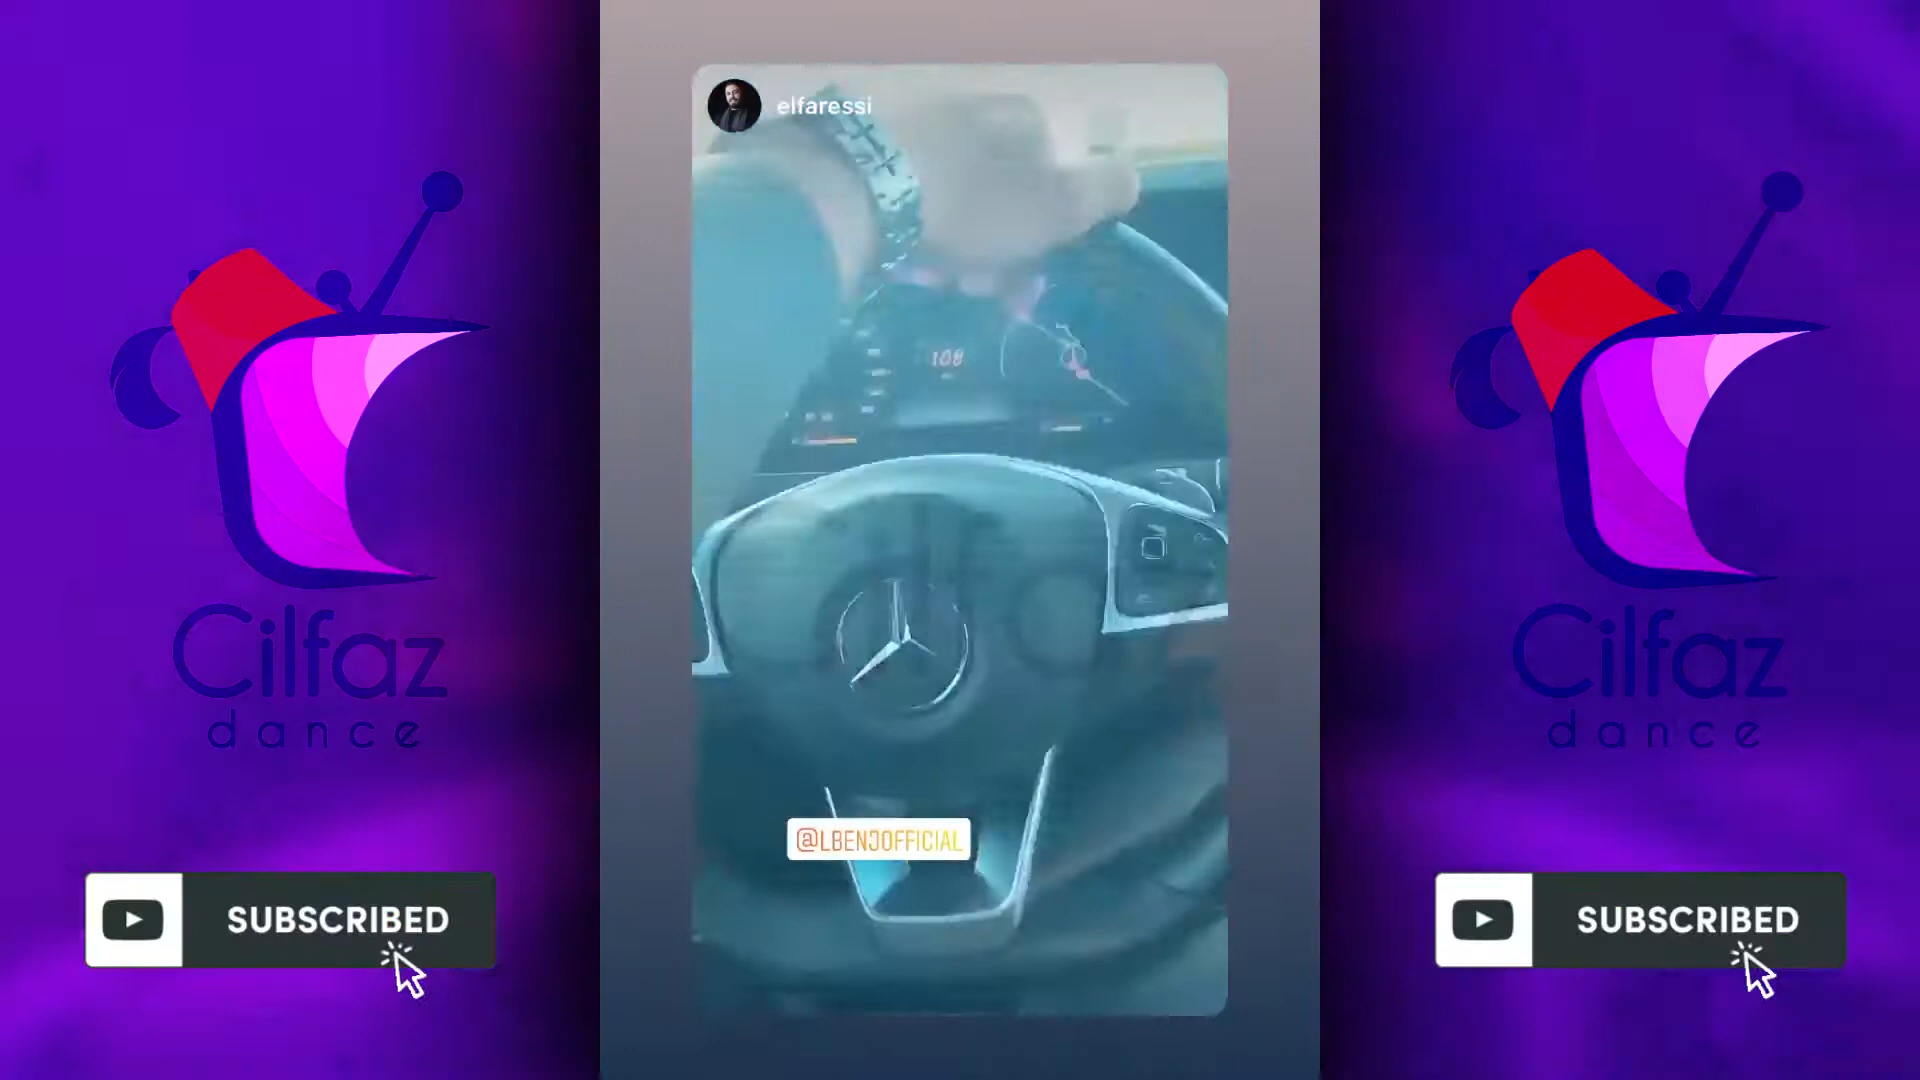 elfaressi
108
@LBENJOFFICIAL
Cilfaz
dance
SUBSCRIBED
Cilfaz
dance
SUBSCRIBED